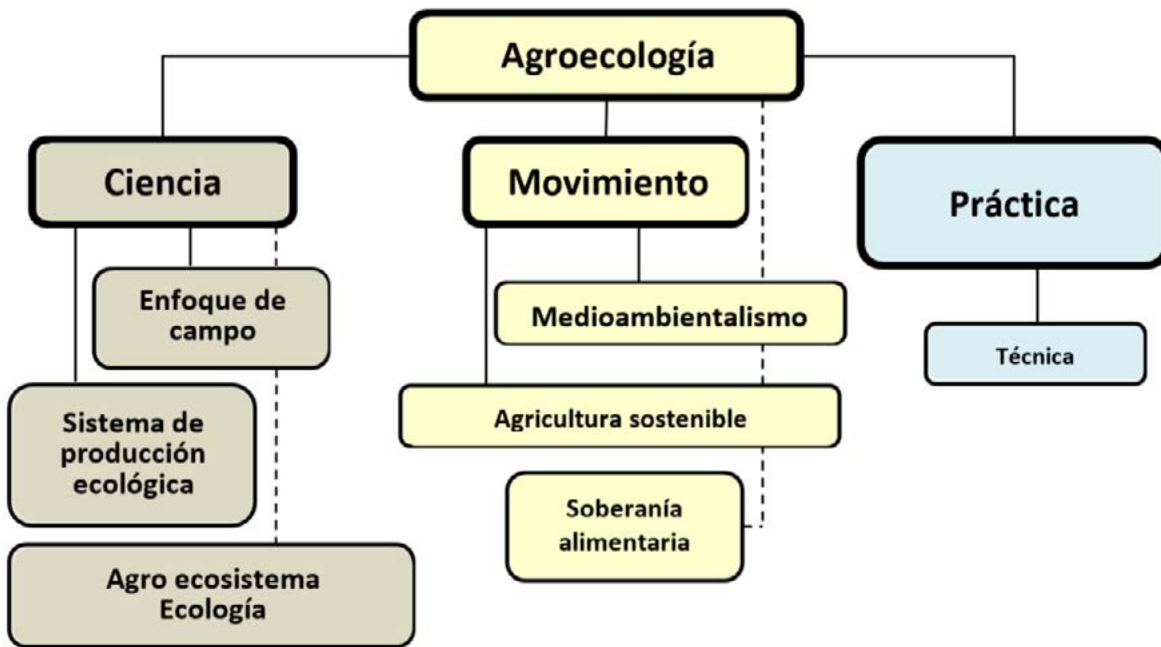 Agroecología
Ciencia
Movimiento
Práctica
Enfoque de
campo
Medioambientalismo
Técnica
Sistema de
producción
ecológica
Agricultura sostenible
Soberanía
alimentaria
Agro ecosistema
Ecología